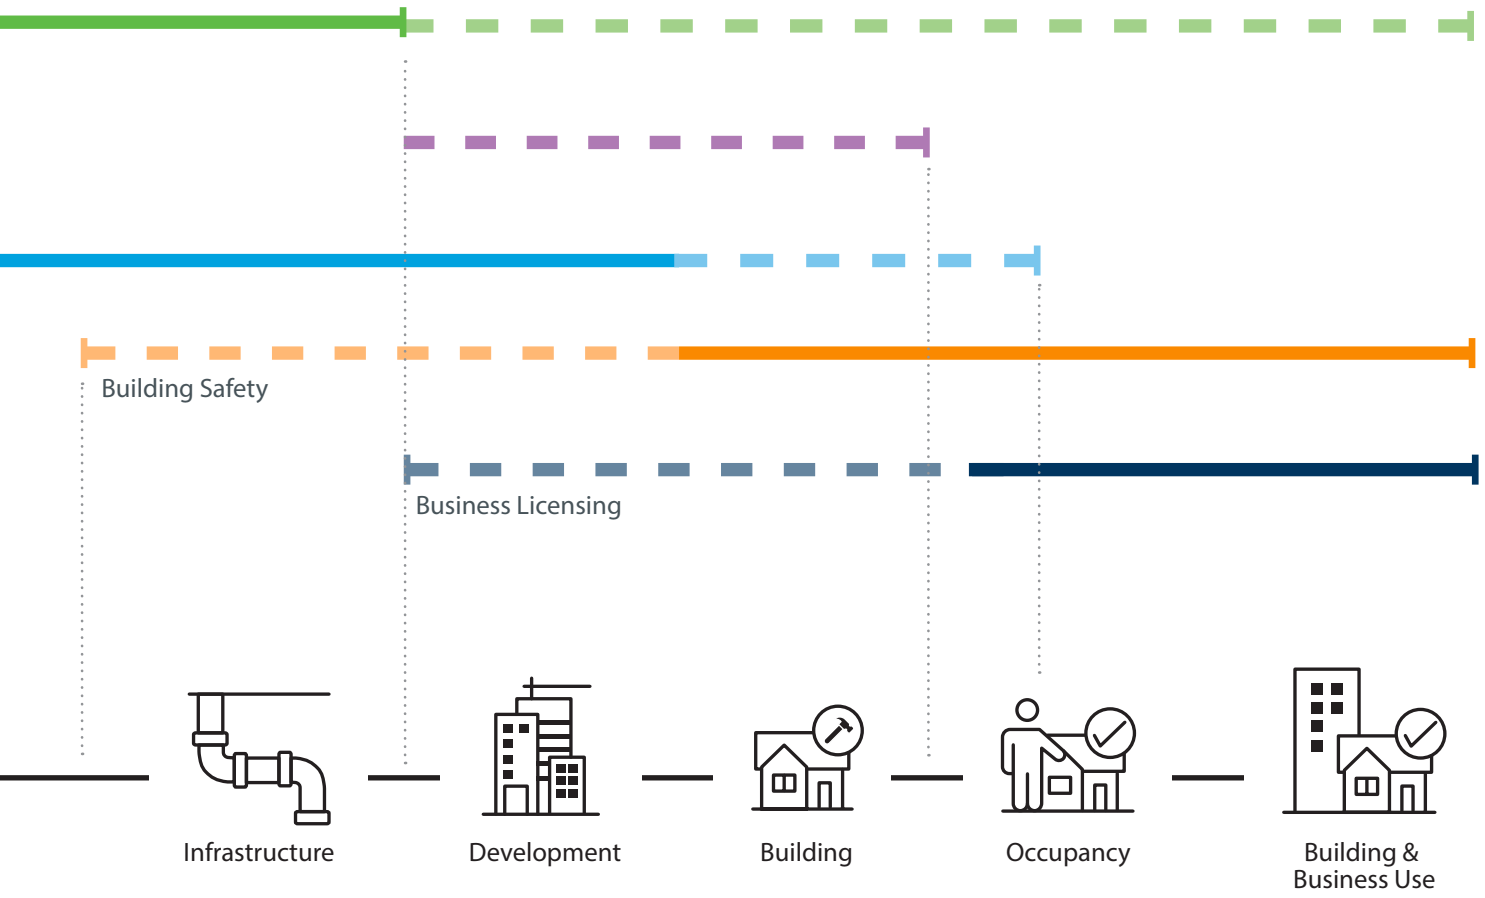 Building Safety
Business Licensing
Infrastructure
Development
Building
Occupancy
Building &
Business Use